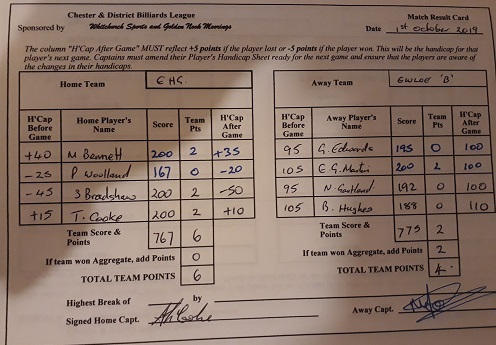 Chester & District Billiards League
Match Result Card
Sponsored by Whitchurch Sports and Golden Nook Moorings
Date 1st October 2019
The column "H'Cap After Game" MUST reflect +5 points if the player lost or -5 points if the player won. This will be the handicap for that
player's next game. Captains must amend their Player's Handicap Sheet ready for the next game and ensure that the players are aware of
the changes in their handicaps.
Home Team EHS.
H'Cap Before Game Home Player's Name Score Team Pts H'Cap After Game
+40 M Bennett 200 2 +35
-25 P Woolland 167 0 -20
-45 S Bradshaw 200 2 -50
+15 T. Cooke 200 2 +10
Team Score & Points 767 6
If team won Aggregate, add Points 0
TOTAL TEAM POINTS 6
Away Team EWLOE 'B'
H'Cap Before Game Away Player's Name Score Team Pts H'Cap After Game
95 G. Edwards 195 0 100
105 E G. Martin 200 2 100
95 N. 192 0 100
105 B. Hughes 188 0 110
Team Score & Points 775 2
If team won Aggregate, add Points 2
TOTAL TEAM POINTS 4
Highest Break of by
Signed Home Capt.
Away Capt.